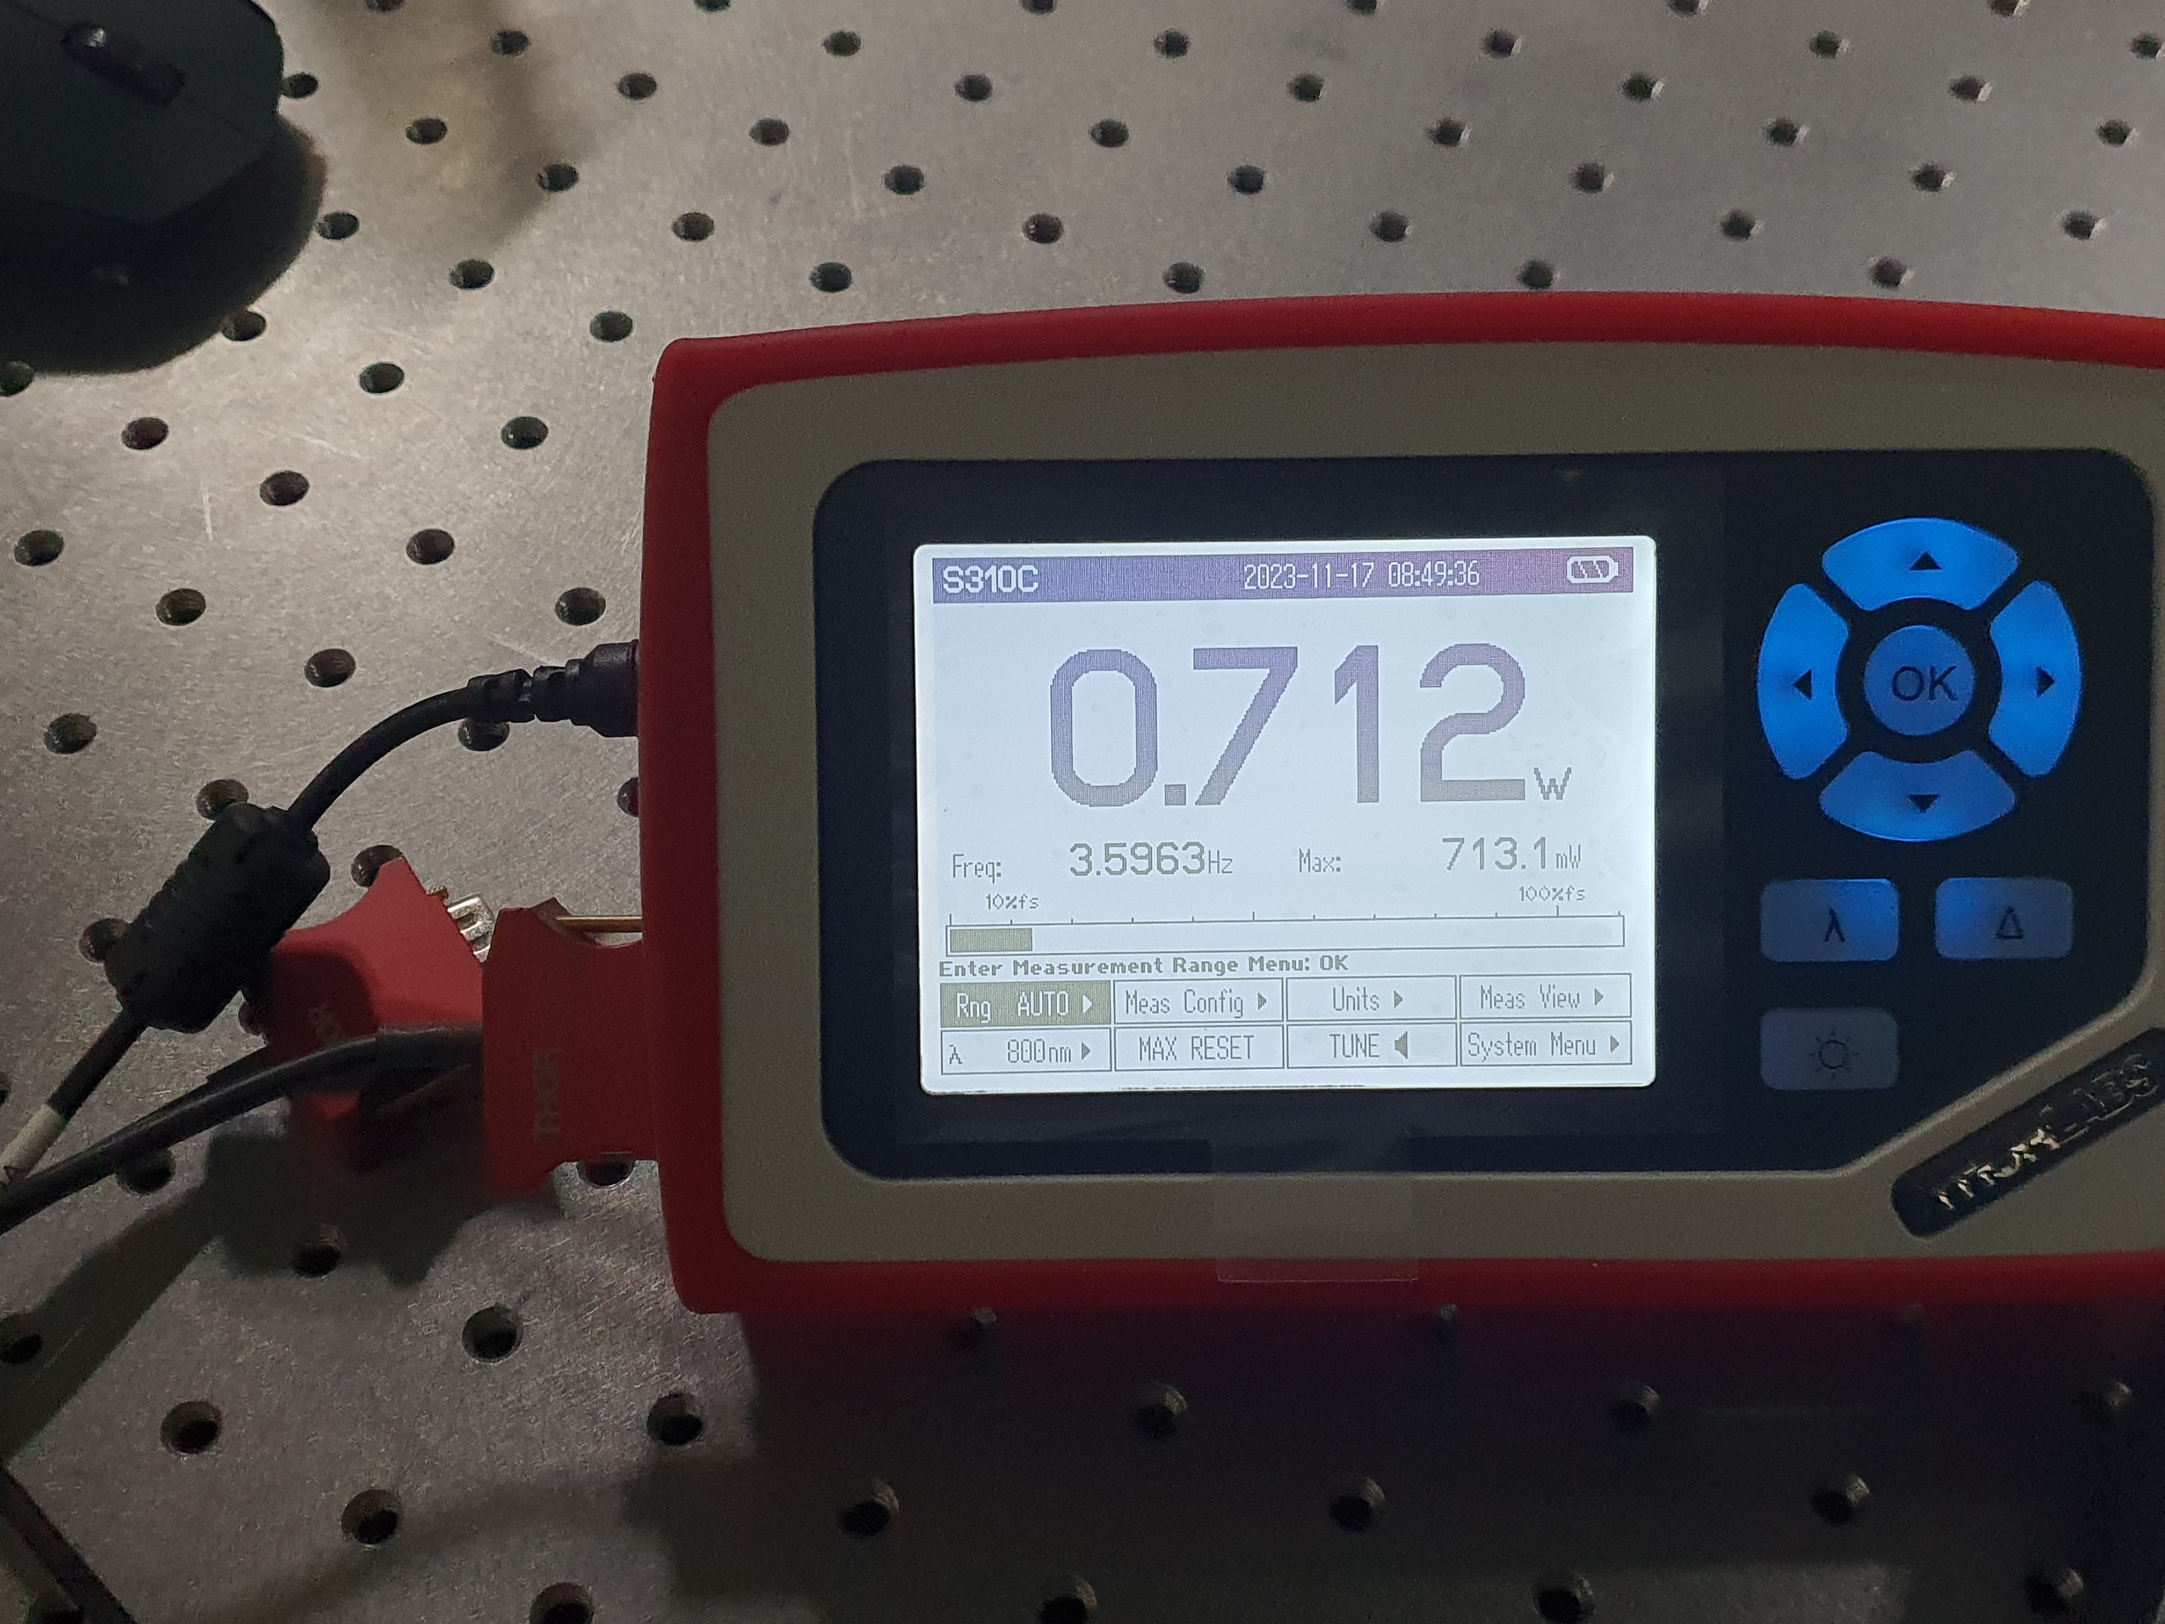 S310C 2023-11-17 08:49:36
0.712 W
Freq: 3.5963Hz Max: 713.1mW
10%fs 100%fs
Enter Measurement Range Menu: OK
Rng AUTO Meas Config Units Meas View
λ 800nm MAX RESET TUNE System Menu
OK
λ Δ
THORLABS
THOR